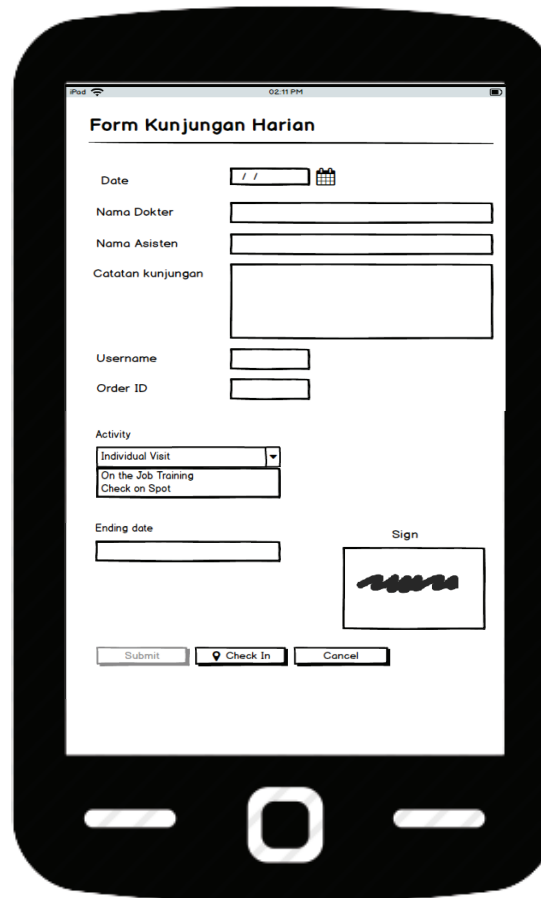 iPad 02:11 PM
Form Kunjungan Harian
Date / /
Nama Dokter
Nama Asisten
Catatan kunjungan
Username
Order ID
Activity
Individual Visit
On the Job Training
Check on Spot
Ending date
Sign
Submit Check In Cancel